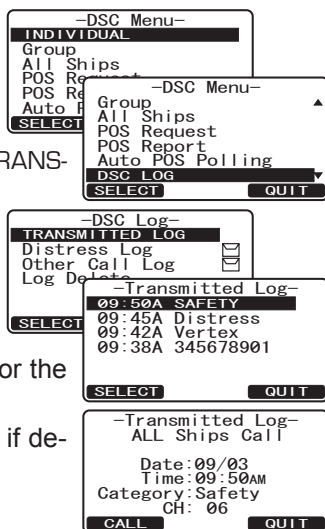 –DSC Menu–
INDIVIDUAL
Group
All Ships
POS
POS Re
Auto
SELECT
–DSC Menu–
Group
All Ships
POS Request
POS Report
Auto POS Polling
DSC LOG
SELECT QUIT
RANS-
–DSC Log–
TRANSMITTED LOG
Distress Log
Other Call Log
Log
SELECT
–Transmitted Log–
09:50A SAFETY
09:45A Distress
09:42A Vertex
09:38A 345678901
SELECT QUIT
or the
if de-
–Transmitted Log–
ALL Ships Call
Date:09/03
Time:09:50AM
Category:Safety
CH: 06
CALL QUIT